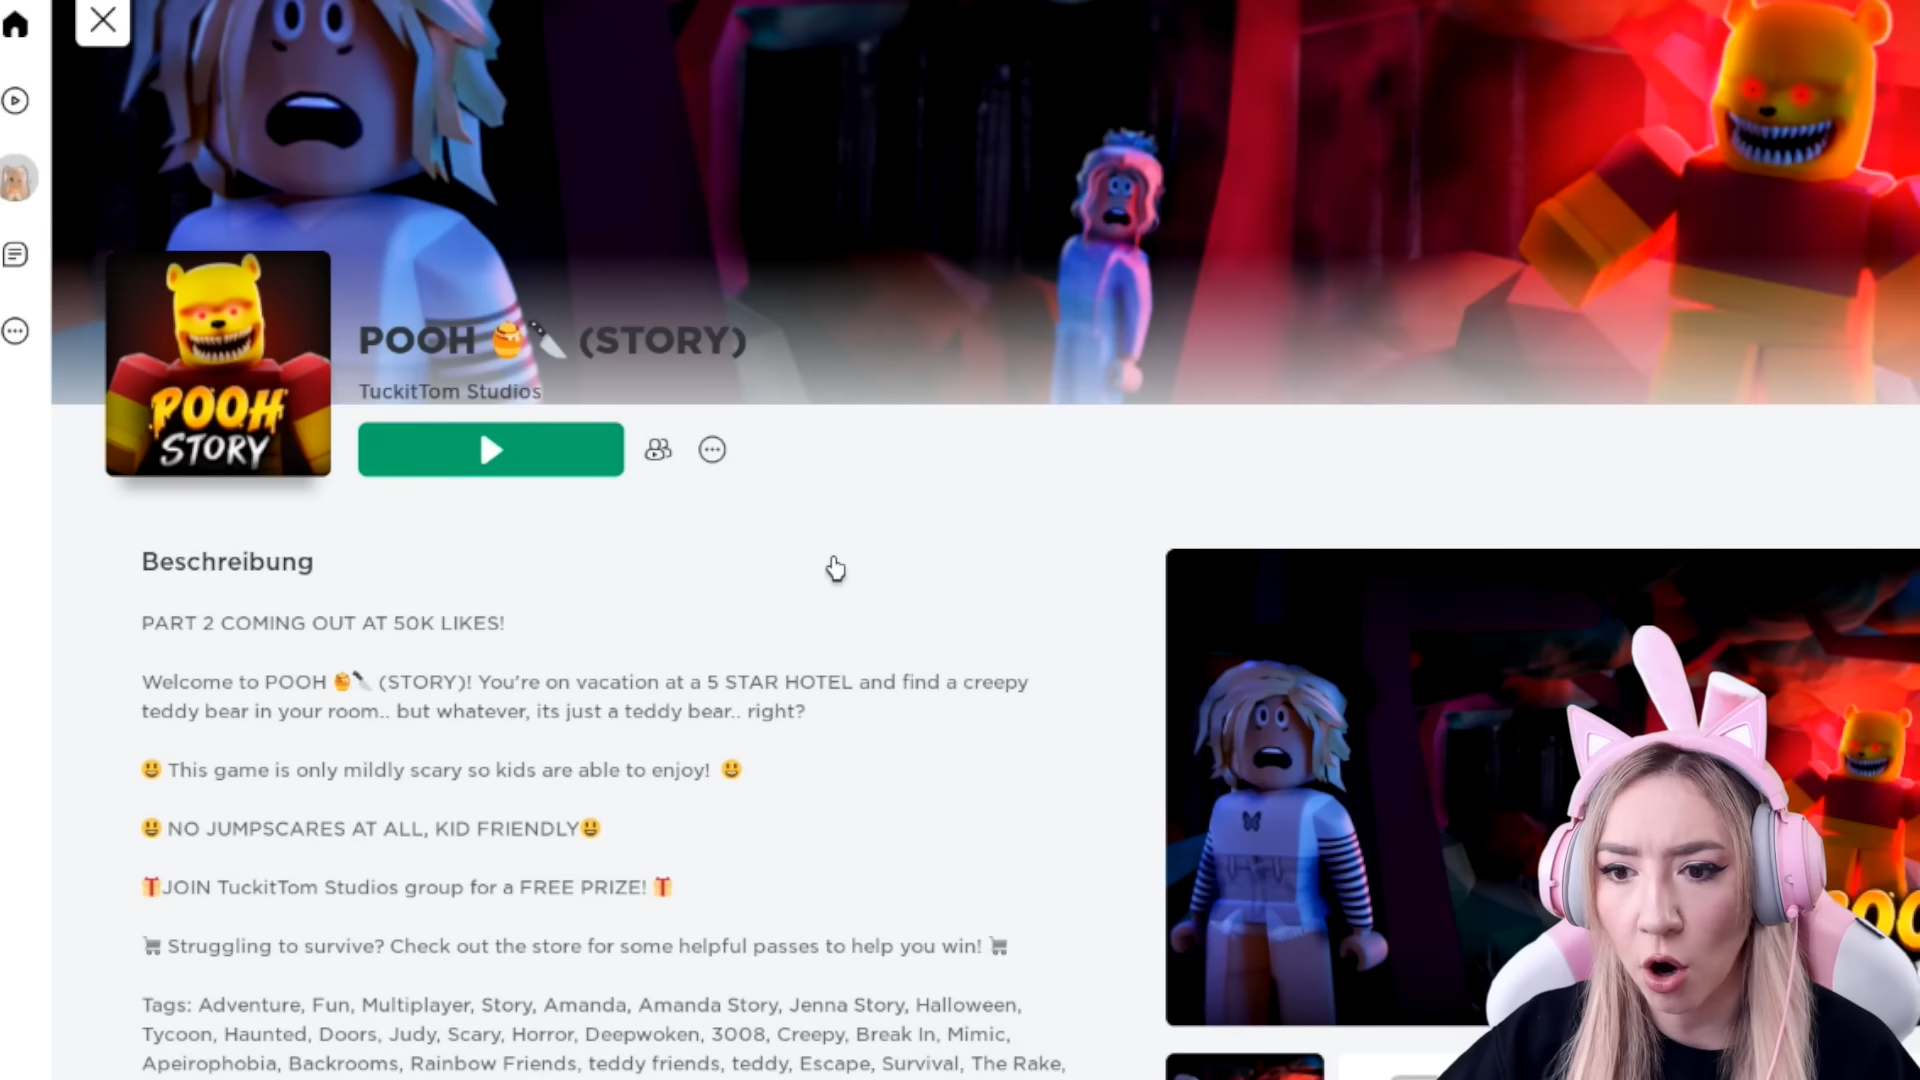 POOH 🍯🔪 (STORY)
TuckitTom Studios
POOH
STORY
Beschreibung
PART 2 COMING OUT AT 50K LIKES!
Welcome to POOH 🍯🔪 (STORY)! You're on vacation at a 5 STAR HOTEL and find a creepy
teddy bear in your room.. but whatever, its just a teddy bear.. right?
😃 This game is only mildly scary so kids are able to enjoy! 😃
😃 NO JUMPSCARES AT ALL, KID FRIENDLY😃
🎁JOIN TuckitTom Studios group for a FREE PRIZE! 🎁
🛒 Struggling to survive? Check out the store for some helpful passes to help you win! 🛒
Tags: Adventure, Fun, Multiplayer, Story, Amanda, Amanda Story, Jenna Story, Halloween,
Tycoon, Haunted, Doors, Judy, Scary, Horror, Deepwoken, 3008, Creepy, Break In, Mimic,
Apeirophobia, Backrooms, Rainbow Friends, teddy friends, teddy, Escape, Survival, The Rake,